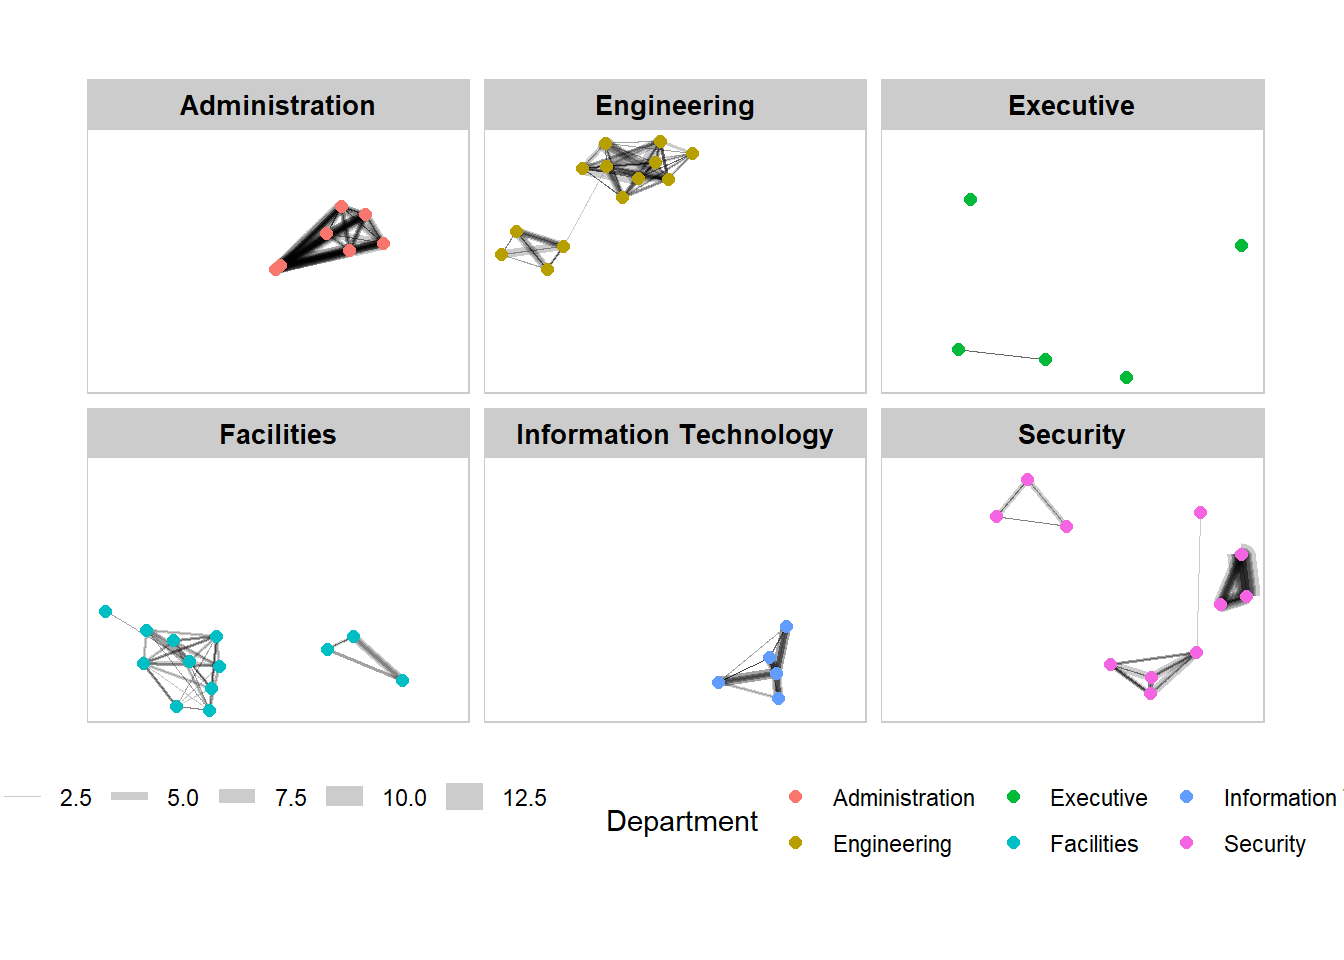 Administration
Engineering
Executive
Facilities
Information Technology
Security
2.5 5.0 7.5 10.0 12.5
Department
Administration Executive Information
Engineering Facilities Security